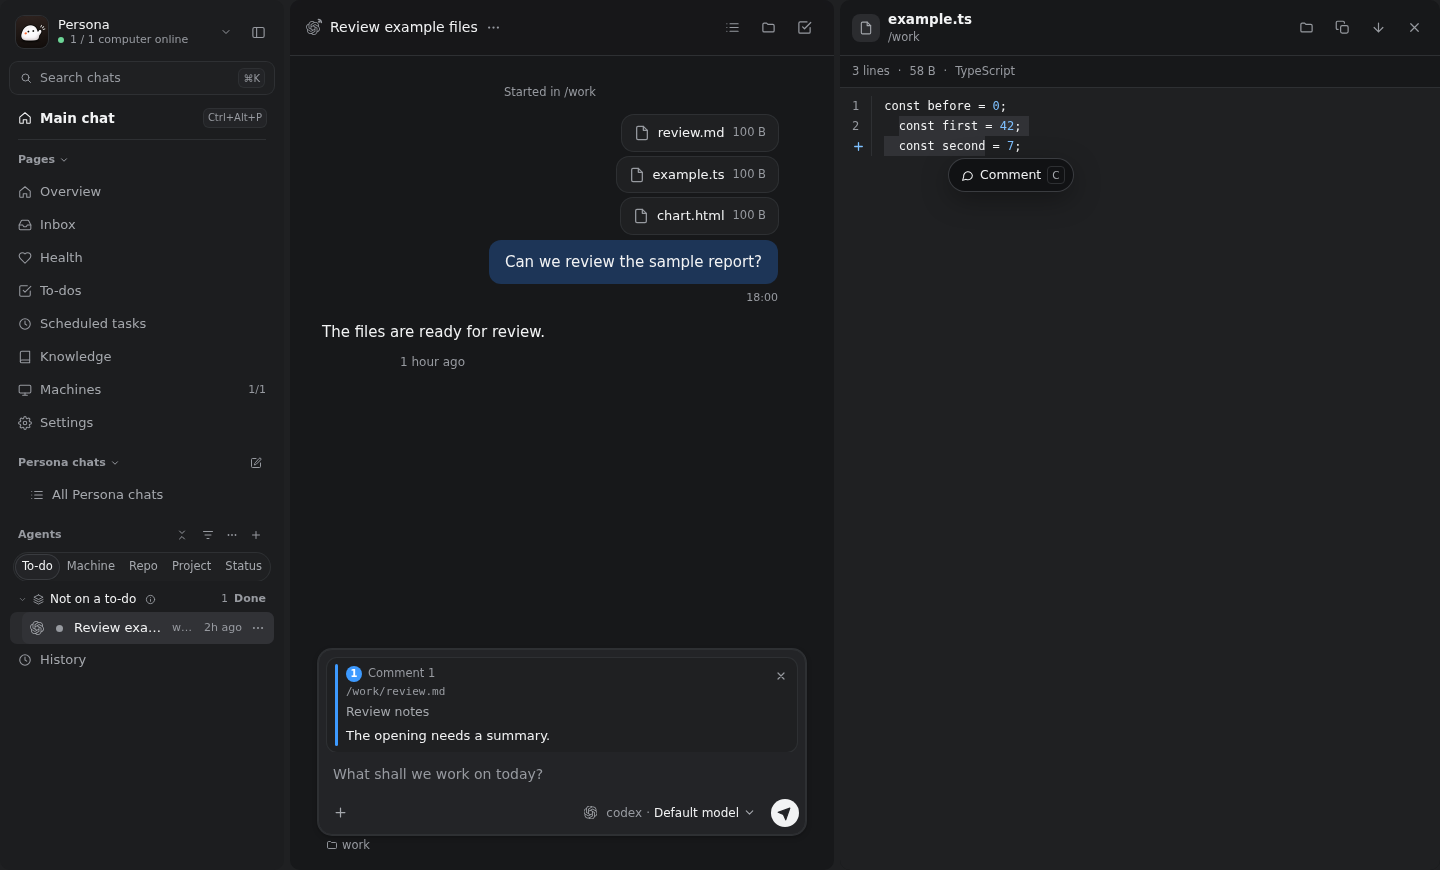 Persona
1 / 1 computer online
Search chats
⌘K
Main chat
Ctrl+Alt+P
Pages
Overview
Inbox
Health
To-dos
Scheduled tasks
Knowledge
Machines
1/1
Settings
Persona chats
All Persona chats
Agents
To-do Machine Repo Project Status
Not on a to-do
1 Done
Review exa... w... 2h ago
History
Review example files
Started in /work
review.md 100 B
example.ts 100 B
chart.html 100 B
Can we review the sample report?
18:00
The files are ready for review.
1 hour ago
1 Comment 1
/work/review.md
Review notes
The opening needs a summary.
What shall we work on today?
codex · Default model
work
example.ts
/work
3 lines · 58 B · TypeScript
1 const before = 0;
2 const first = 42;
+ const second = 7;
Comment C